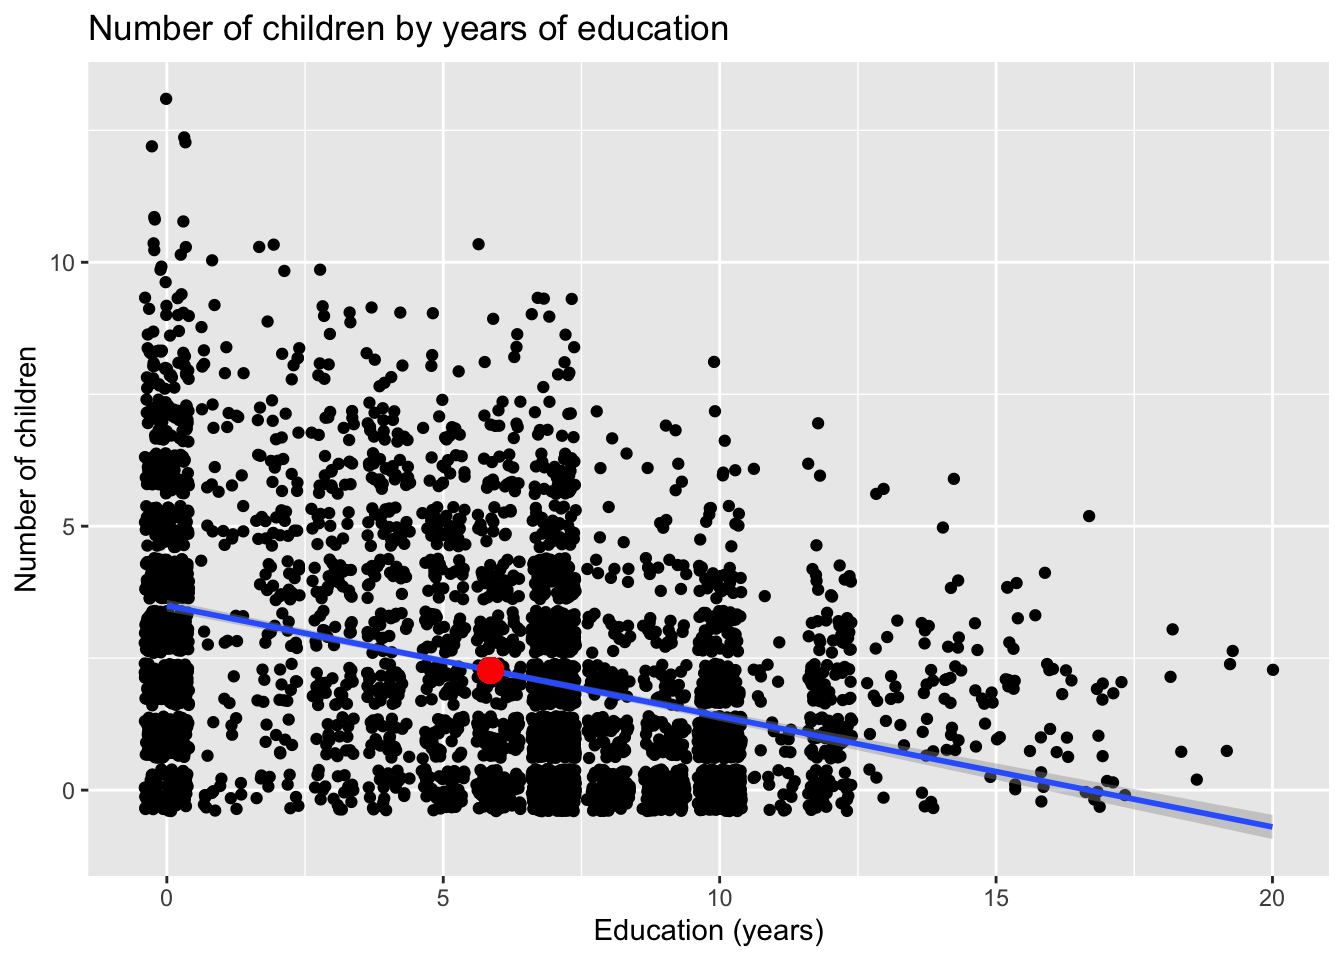 Number of children by years of education
Number of children
10
5
0
0 5 10 15 20
Education (years)